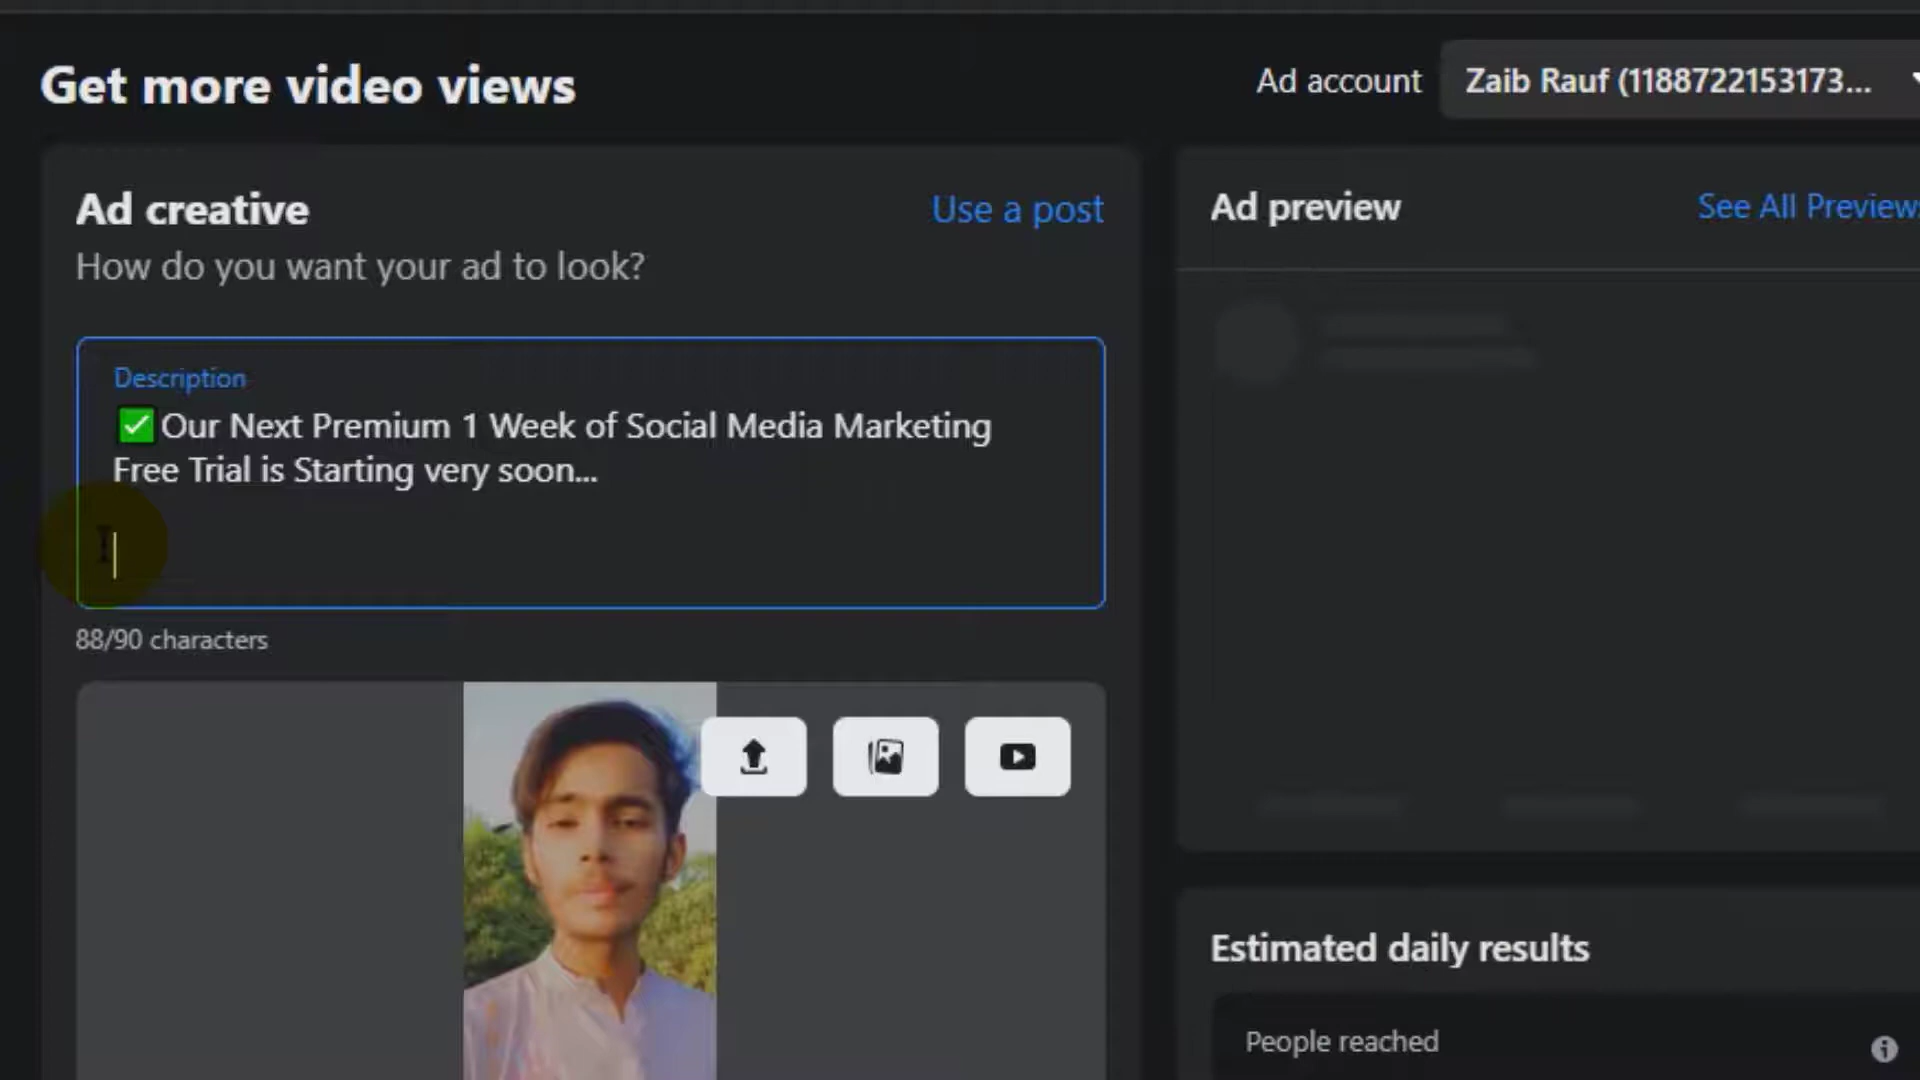 Get more video views
Ad account
Zaib Rauf (1188722153173...
Ad creative
Use a post
How do you want your ad to look?
Description
✅Our Next Premium 1 Week of Social Media Marketing
Free Trial is Starting very soon...
88/90 characters
Ad preview
See All Previews
Estimated daily results
People reached